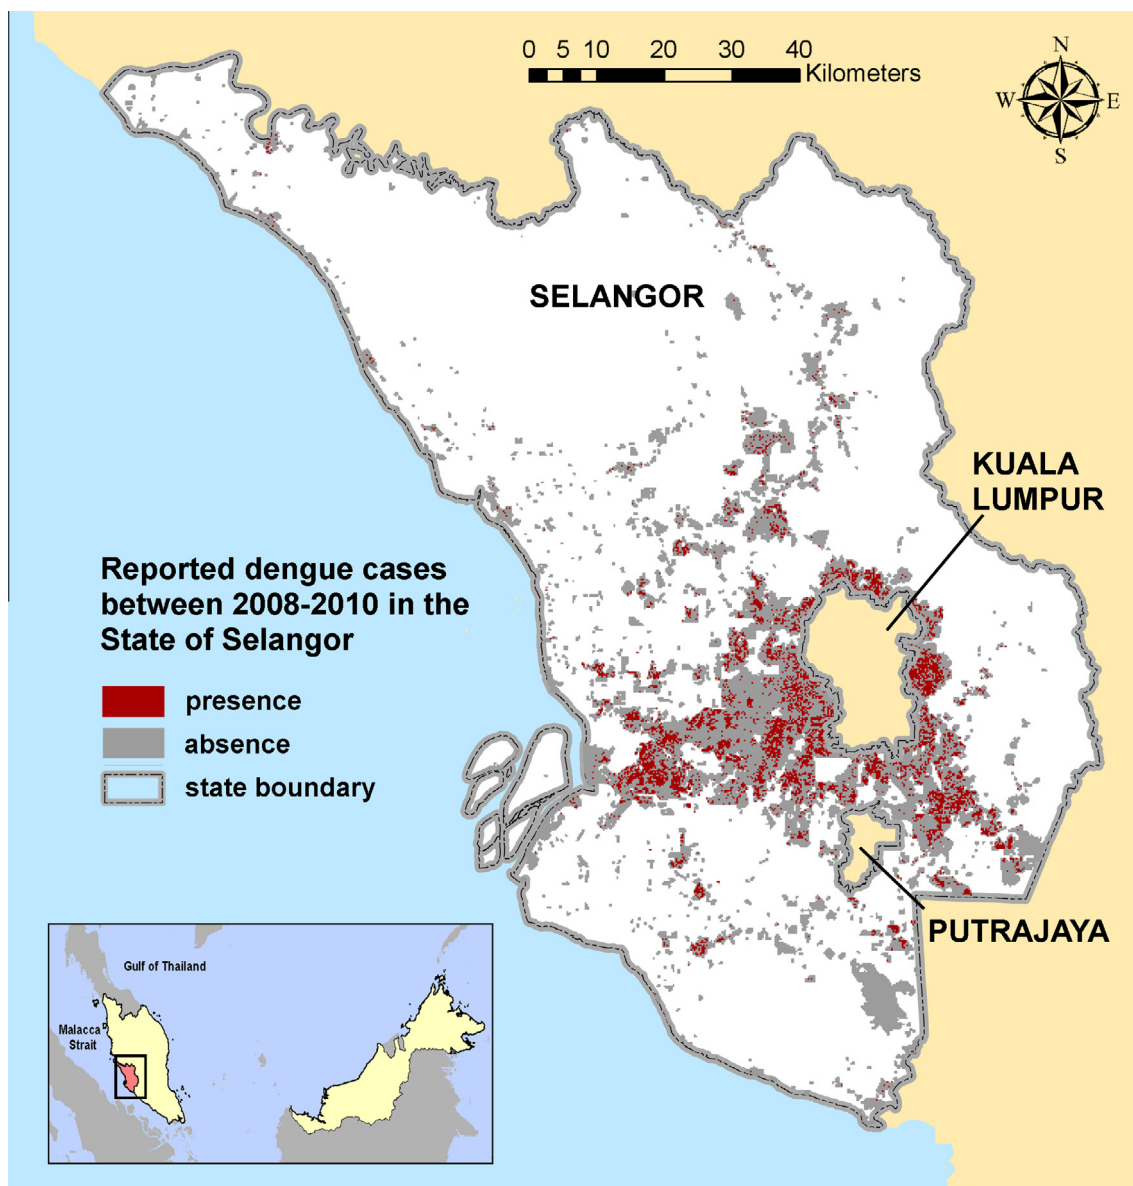 0 5 10 20 30 40
Kilometers
N
W E
S
SELANGOR
KUALA
LUMPUR
Reported dengue cases
between 2008-2010 in the
State of Selangor
presence
absence
state boundary
PUTRAJAYA
Gulf of Thailand
Malacca
Strait